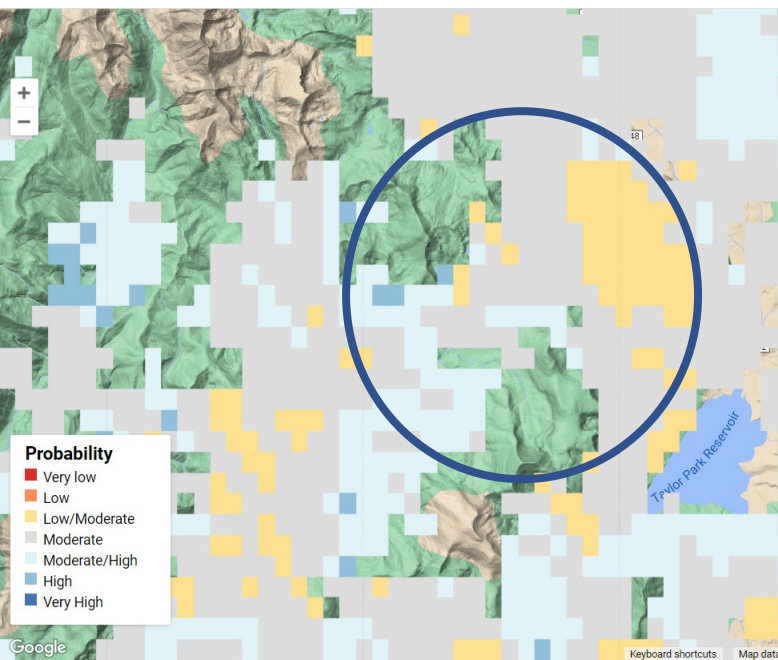 +
−
48
Taylor Park Reservoir
Probability
Very low
Low
Low/Moderate
Moderate
Moderate/High
High
Very High
Google
Keyboard shortcuts
Map data